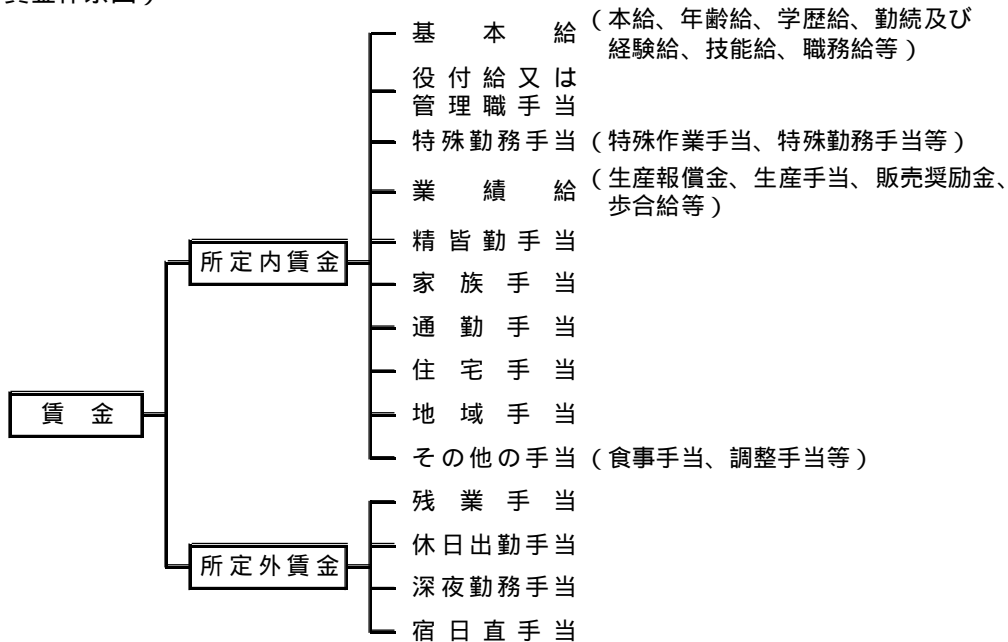 基本給（本給、年齢給、学歴給、勤続及び
経験給、技能給、職務給等）
役付給又は
管理職手当
特殊勤務手当（特殊作業手当、特殊勤務手当等）
業績給（生産報償金、生産手当、販売奨励金、
歩合給等）
精皆勤手当
所定内賃金
家族手当
通勤手当
住宅手当
賃金
地域手当
その他の手当（食事手当、調整手当等）
残業手当
休日出勤手当
所定外賃金
深夜勤務手当
宿日直手当